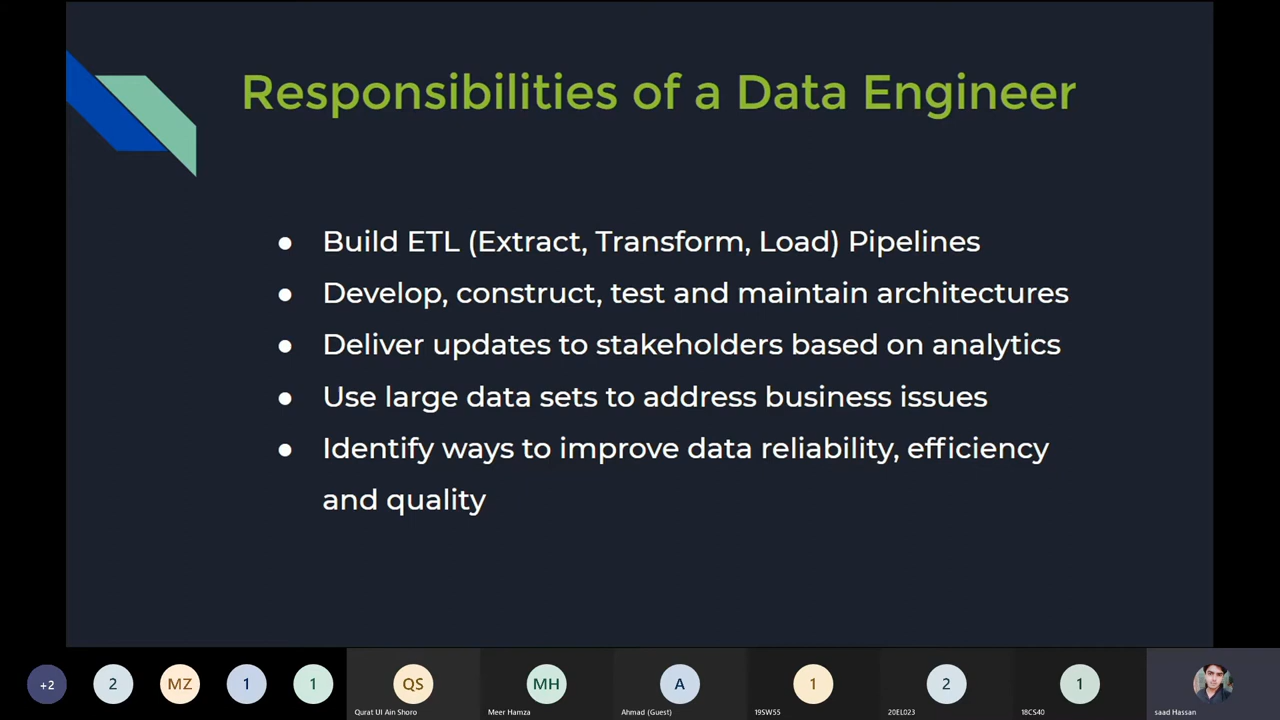 Responsibilities of a Data Engineer
● Build ETL (Extract, Transform, Load) Pipelines
● Develop, construct, test and maintain architectures
● Deliver updates to stakeholders based on analytics
● Use large data sets to address business issues
● Identify ways to improve data reliability, efficiency
and quality
+2 2 MZ 1 1 QS MH A 1 2 1
Qurat Ul Ain Shoro Meer Hamza Ahmad (Guest) 19SW55 20EL023 18CS40 saad Hassan